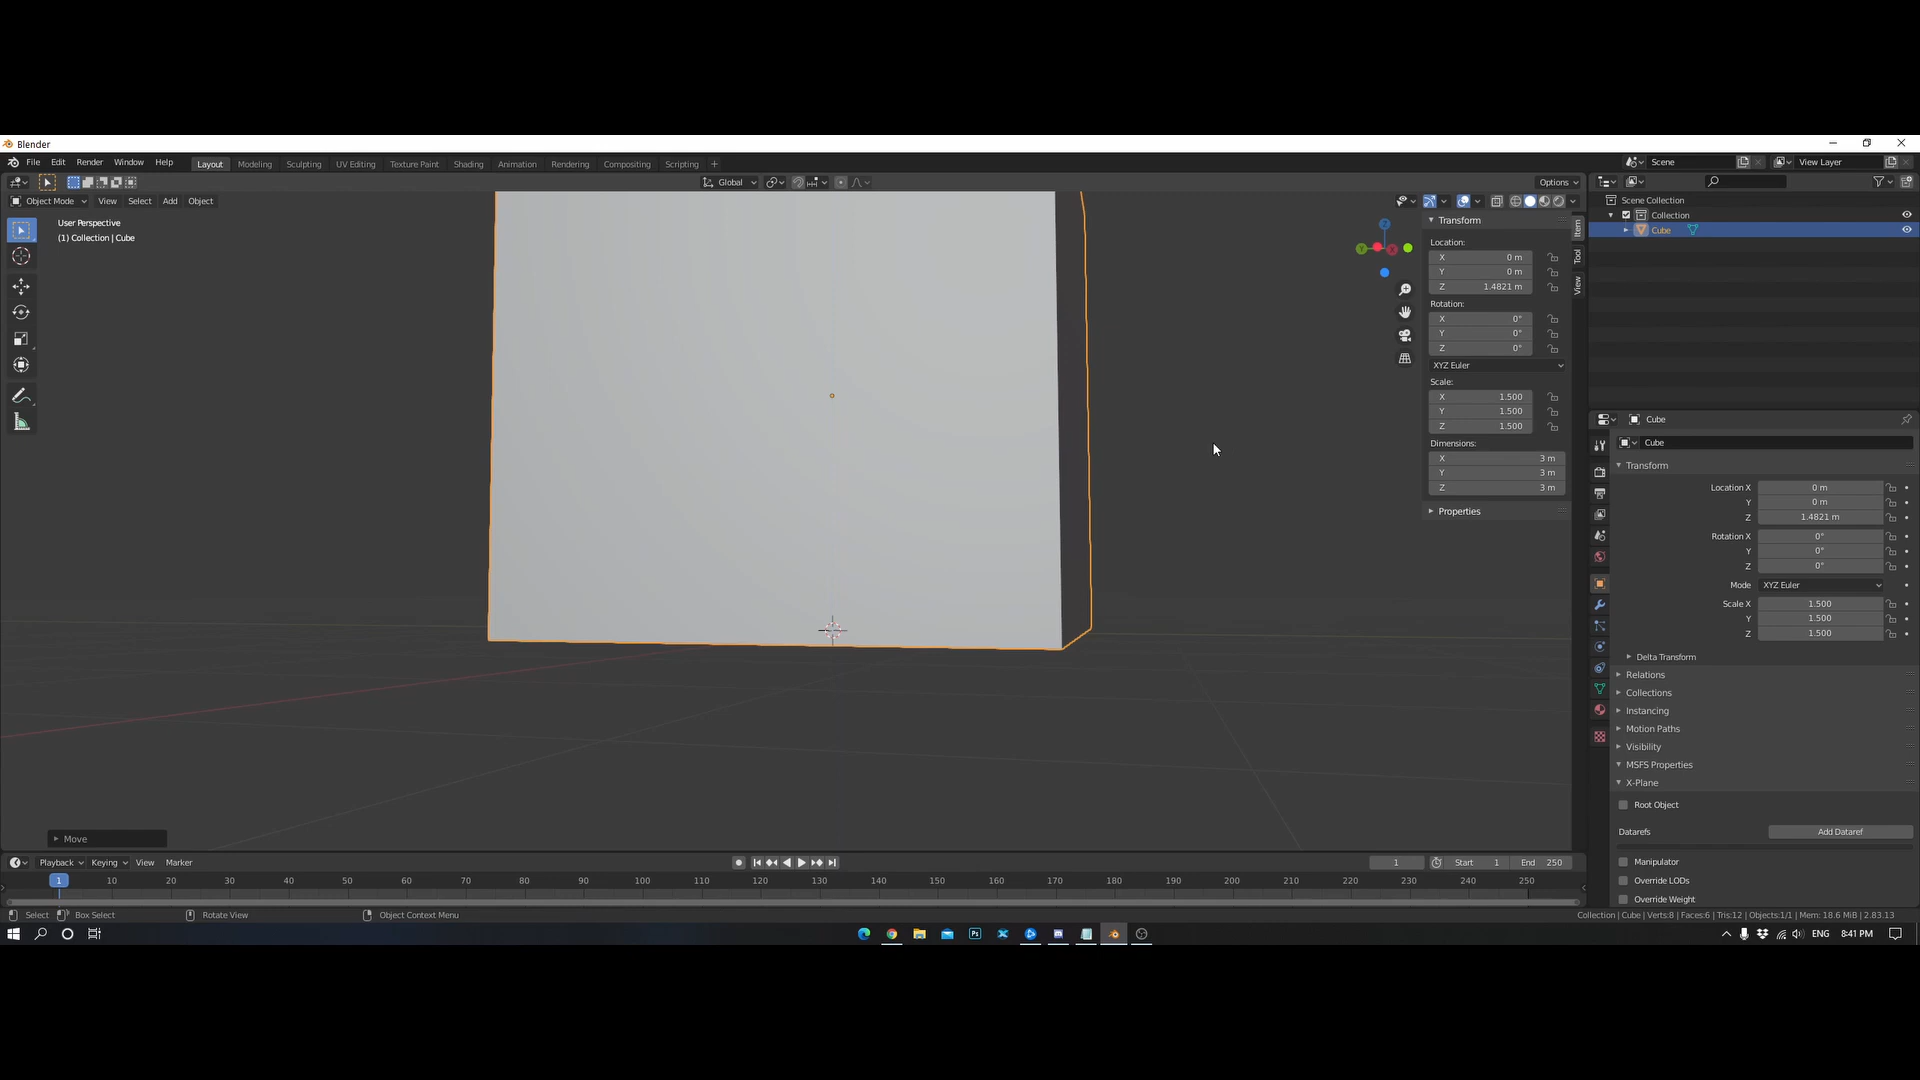 Blender
File Edit Render Window Help Layout Modeling Sculpting UV Editing Texture Paint Shading Animation Rendering Compositing Scripting + Scene View Layer
Global Options
Object Mode View Select Add Object
User Perspective
(1) Collection | Cube
Z
Y X
Transform
Location:
X 0 m
Y 0 m
Z 1.4821 m
Rotation:
X 0°
Y 0°
Z 0°
XYZ Euler
Scale:
X 1.500
Y 1.500
Z 1.500
Dimensions:
X 3 m
Y 3 m
Z 3 m
Properties
Item
Tool
View
Scene Collection
Collection
Cube
Cube
Cube
Transform
Location X 0 m
Y 0 m
Z 1.4821 m
Rotation X 0°
Y 0°
Z 0°
Mode XYZ Euler
Scale X 1.500
Y 1.500
Z 1.500
Delta Transform
Relations
Collections
Instancing
Motion Paths
Visibility
MSFS Properties
X-Plane
Root Object
Datarefs Add Dataref
Manipulator
Override LODs
Override Weight
Move
Playback Keying View Marker 1 Start 1 End 250
1 10 20 30 40 50 60 70 80 90 100 110 120 130 140 150 160 170 180 190 200 210 220 230 240 250
Select Box Select Rotate View Object Context Menu Collection | Cube | Verts:8 | Faces:6 | Tris:12 | Objects:1/1 | Mem: 18.6 MiB | 2.83.13
Ps ENG 8:41 PM